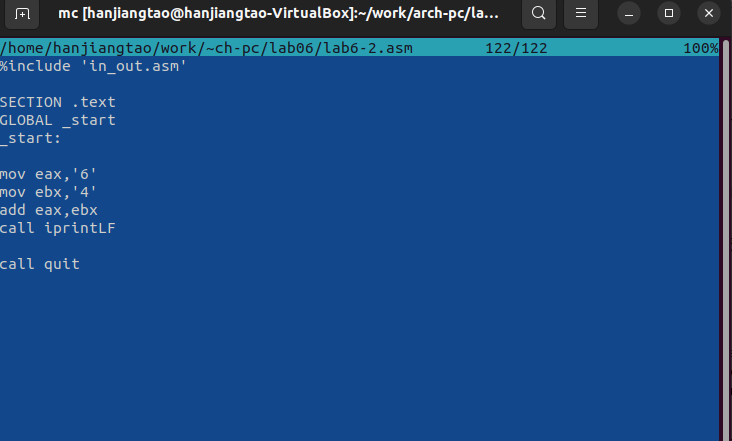 mc [hanjiangtao@hanjiangtao-VirtualBox]:~/work/arch-pc/la...
/home/hanjiangtao/work/~ch-pc/lab06/lab6-2.asm 122/122 100%
%include 'in_out.asm'
SECTION .text
GLOBAL _start
_start:
mov eax,'6'
mov ebx,'4'
add eax,ebx
call iprintLF
call quit